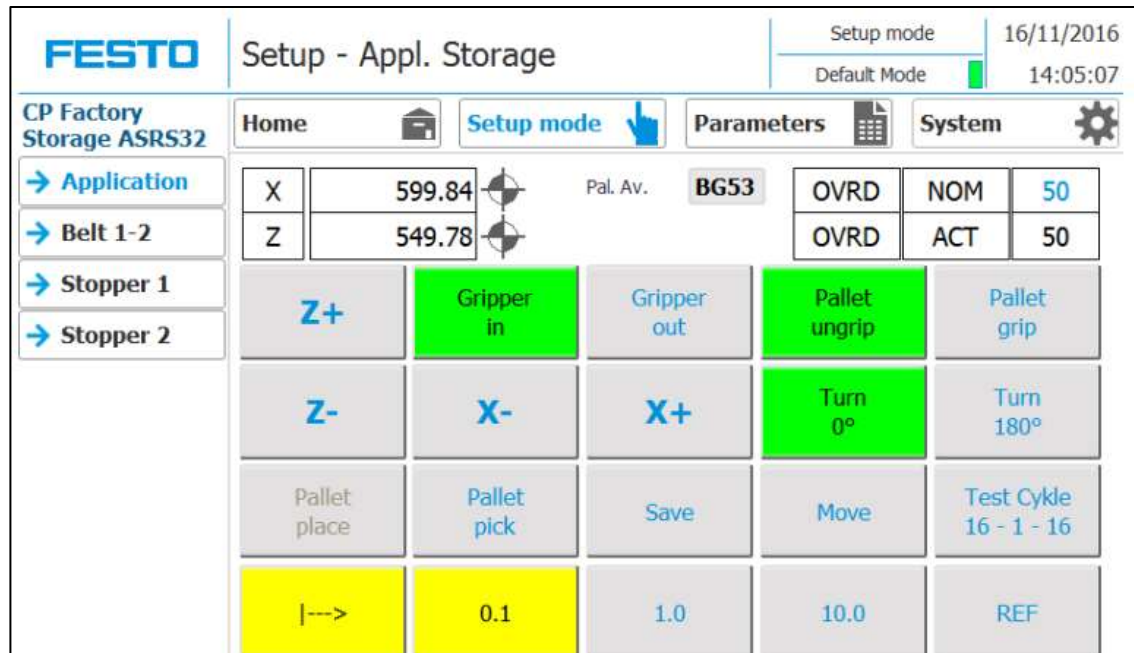 FESTO
Setup - Appl. Storage
Setup mode
Default Mode
16/11/2016
14:05:07
CP Factory
Storage ASRS32
Home
Setup mode
Parameters
System
Application
Belt 1-2
Stopper 1
Stopper 2
X 599.84 Pal. Av. BG53 OVRD NOM 50
Z 549.78 OVRD ACT 50
Z+
Gripper
in
Gripper
out
Pallet
ungrip
Pallet
grip
Z-
X-
X+
Turn
0°
Turn
180°
Pallet
place
Pallet
pick
Save
Move
Test Cykle
16 - 1 - 16
|--->
0.1
1.0
10.0
REF